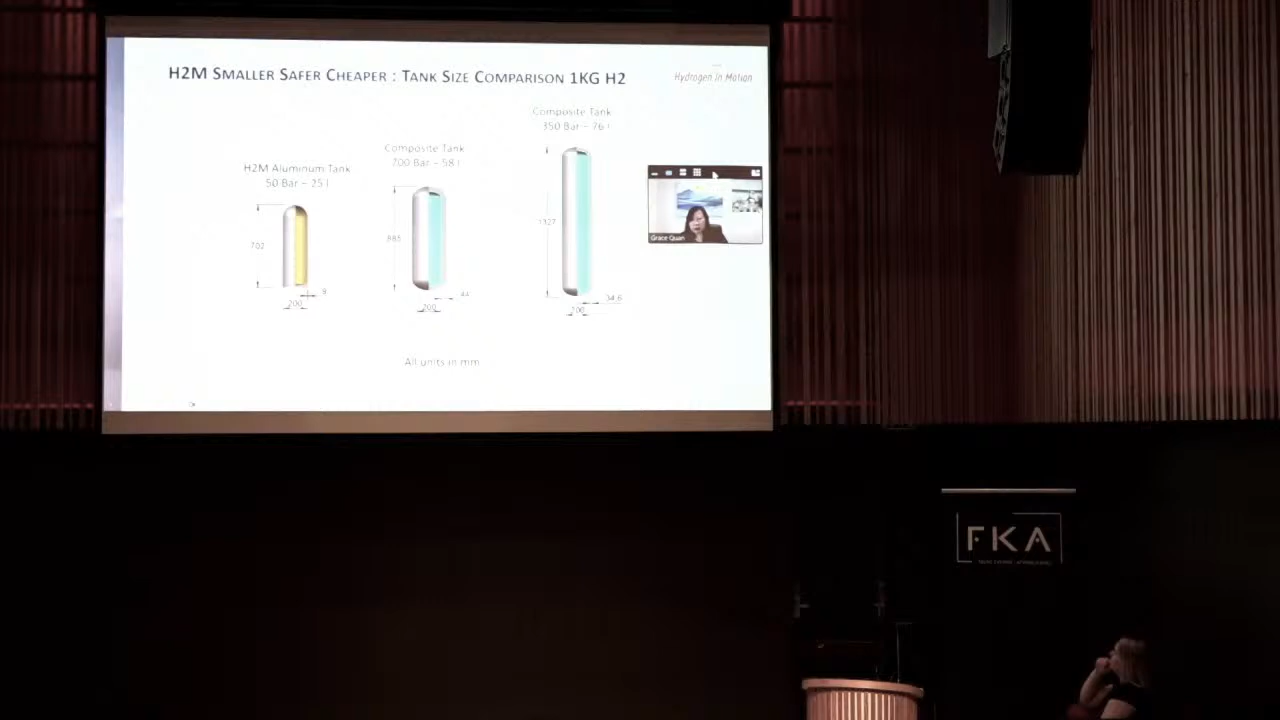 H2M SMALLER SAFER CHEAPER : TANK SIZE COMPARISON 1KG H2
Hydrogen In Motion
Composite Tank
350 Bar – 76 l
Composite Tank
700 Bar – 58 l
H2M Aluminum Tank
50 Bar – 25 l
702
9
200
885
44
200
1327
34.6
200
Grace Quan
All units in mm
FKA